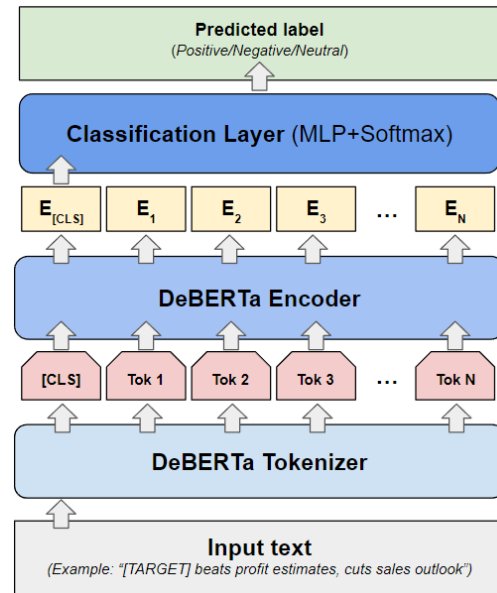 Predicted label
(Positive/Negative/Neutral)
Classification Layer (MLP+Softmax)
E[CLS] E1 E2 E3 ... EN
DeBERTa Encoder
[CLS] Tok 1 Tok 2 Tok 3 ... Tok N
DeBERTa Tokenizer
Input text
(Example: “[TARGET] beats profit estimates, cuts sales outlook”)